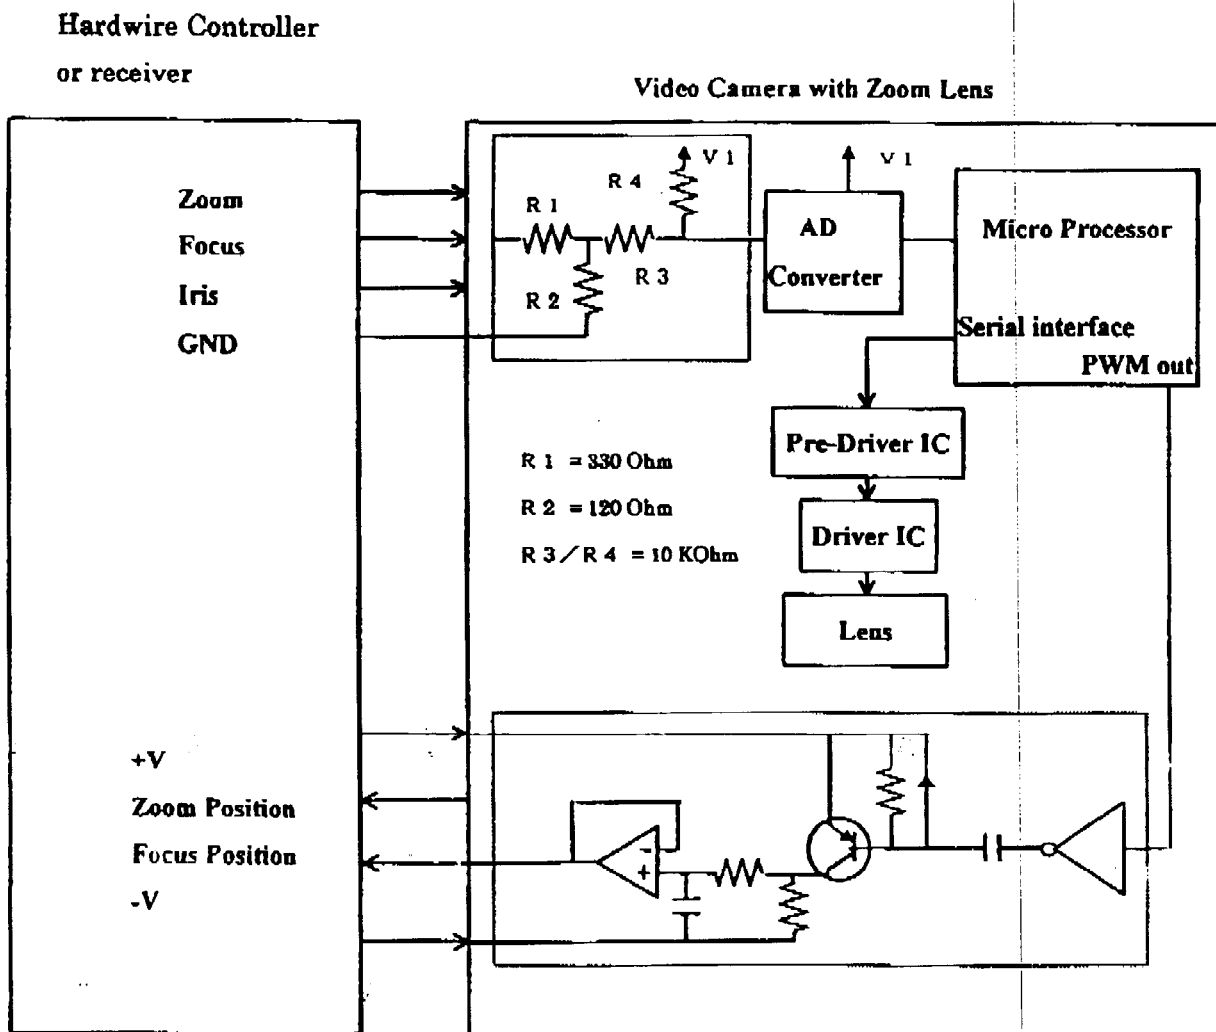 Hardwire Controller
or receiver
Video Camera with Zoom Lens
Zoom
Focus
Iris
GND
R 1
R 2
R 3
R 4
V 1
AD
Converter
V 1
Micro Processor
Serial interface
PWM out
Pre-Driver IC
Driver IC
Lens
R 1 = 330 Ohm
R 2 = 120 Ohm
R 3／R 4 = 10 KOhm
+V
Zoom Position
Focus Position
-V
-
+